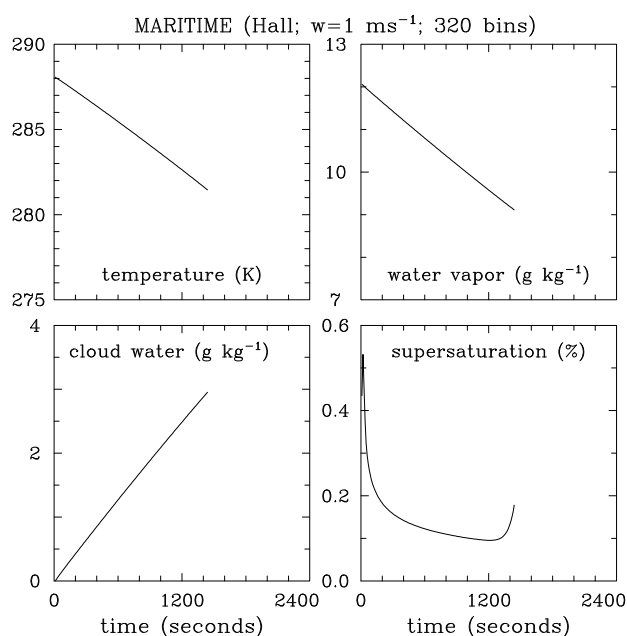 MARITIME (Hall; w=1 ms⁻¹; 320 bins)
290
285
280
275
temperature (K)
13
10
7
water vapor (g kg⁻¹)
4
2
0
cloud water (g kg⁻¹)
0 1200 2400
time (seconds)
0.6
0.4
0.2
0.0
supersaturation (%)
0 1200 2400
time (seconds)